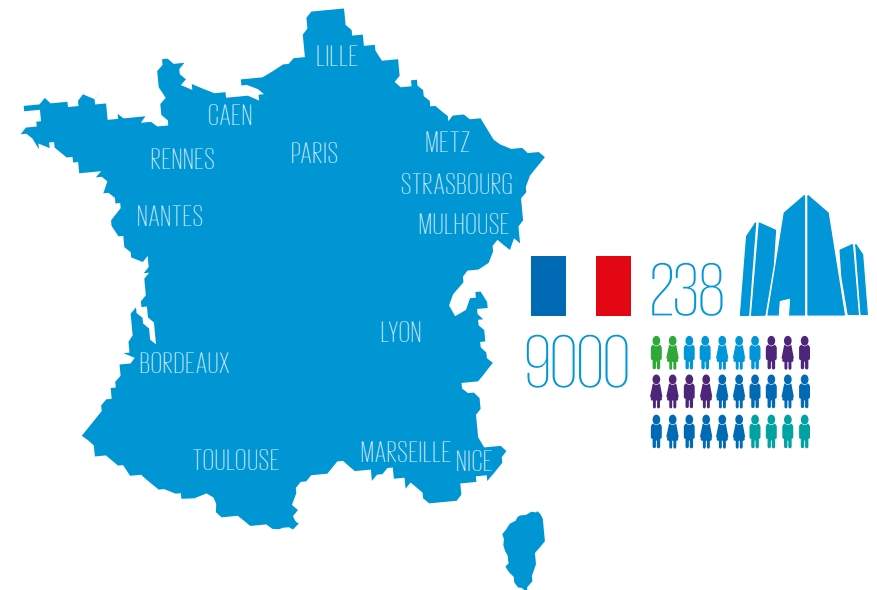 LILLE
CAEN
PARIS
METZ
RENNES
STRASBOURG
NANTES
MULHOUSE
238
LYON
9000
BORDEAUX
MARSEILLE
TOULOUSE
NICE